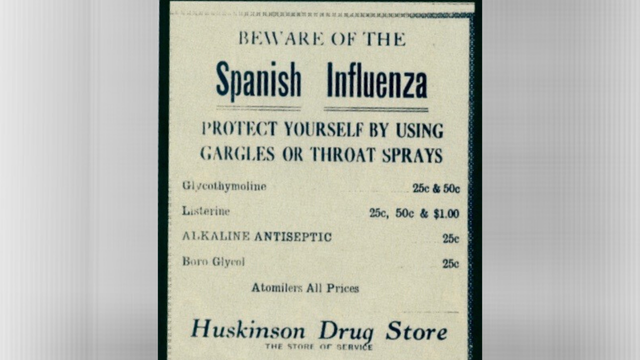 BEWARE OF THE
Spanish Influenza
PROTECT YOURSELF BY USING
GARGLES OR THROAT SPRAYS
Glycothymoline 25c & 50c
Listerine 25c, 50c & $1.00
ALKALINE ANTISEPTIC 25c
Boro Glycol 25c
Atomilers All Prices
Huskinson Drug Store
THE STORE OF SERVICE